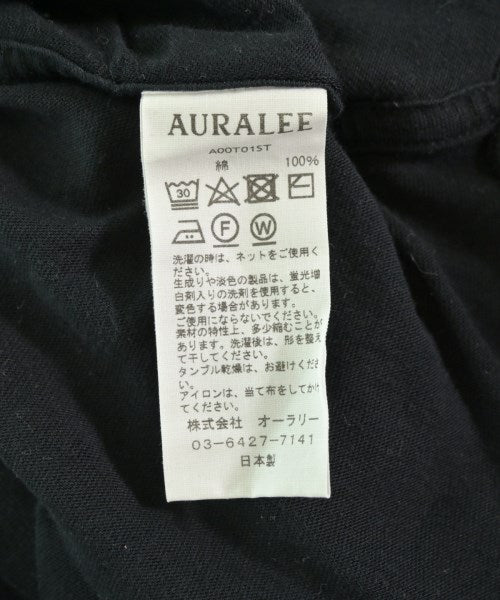 AURALEE
A00T01ST
綿 100%
30
F W
洗濯の時は、ネットをご使用く
ださい。
生成りや淡色の製品は、蛍光増
白剤入りの洗剤を使用すると、
変色する場合があります。
ご使用にならないでください。
素材の特性上、多少縮むことが
あります。洗濯後は、形を整え
て干してください。
タンブル乾燥は、お避けくださ
い。
アイロンは、当て布をしてかけ
てください。
株式会社 オーラリー
03-6427-7141
日本製